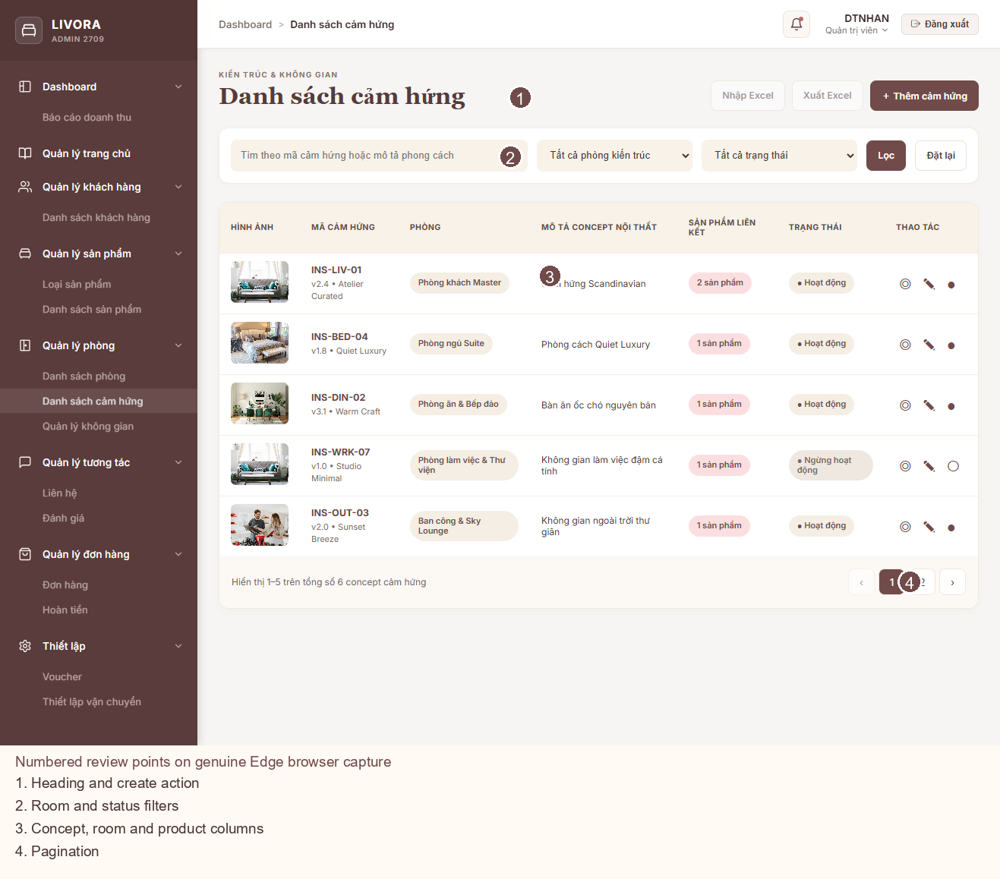 LIVORA
ADMIN 2709
Dashboard
Báo cáo doanh thu
Quản lý trang chủ
Quản lý khách hàng
Danh sách khách hàng
Quản lý sản phẩm
Loại sản phẩm
Danh sách sản phẩm
Quản lý phòng
Danh sách phòng
Danh sách cảm hứng
Quản lý không gian
Quản lý tương tác
Liên hệ
Đánh giá
Quản lý đơn hàng
Đơn hàng
Hoàn tiền
Thiết lập
Voucher
Thiết lập vận chuyển
Dashboard > Danh sách cảm hứng
DTNHAN
Quản trị viên
Đăng xuất
KIẾN TRÚC & KHÔNG GIAN
Danh sách cảm hứng
1
Nhập Excel
Xuất Excel
+ Thêm cảm hứng
Tìm theo mã cảm hứng hoặc mô tả phong cách
2
Tất cả phòng kiến trúc
Tất cả trạng thái
Lọc
Đặt lại
HÌNH ẢNH
MÃ CẢM HỨNG
PHÒNG
MÔ TẢ CONCEPT NỘI THẤT
SẢN PHẨM LIÊN
KẾT
TRẠNG THÁI
THAO TÁC
INS-LIV-01
v2.4 • Atelier
Curated
Phòng khách Master
3
hứng Scandinavian
2 sản phẩm
● Hoạt động
INS-BED-04
v1.8 • Quiet Luxury
Phòng ngủ Suite
Phòng cách Quiet Luxury
1 sản phẩm
● Hoạt động
INS-DIN-02
v3.1 • Warm Craft
Phòng ăn & Bếp đảo
Bàn ăn ốc chó nguyên bản
1 sản phẩm
● Hoạt động
INS-WRK-07
v1.0 • Studio
Minimal
Phòng làm việc & Thư
viện
Không gian làm việc đậm cá
tính
1 sản phẩm
● Ngừng hoạt
động
INS-OUT-03
v2.0 • Sunset
Breeze
Ban công & Sky
Lounge
Không gian ngoài trời thư
giãn
1 sản phẩm
● Hoạt động
Hiển thị 1–5 trên tổng số 6 concept cảm hứng
‹
1
4
2
›
Numbered review points on genuine Edge browser capture
1. Heading and create action
2. Room and status filters
3. Concept, room and product columns
4. Pagination